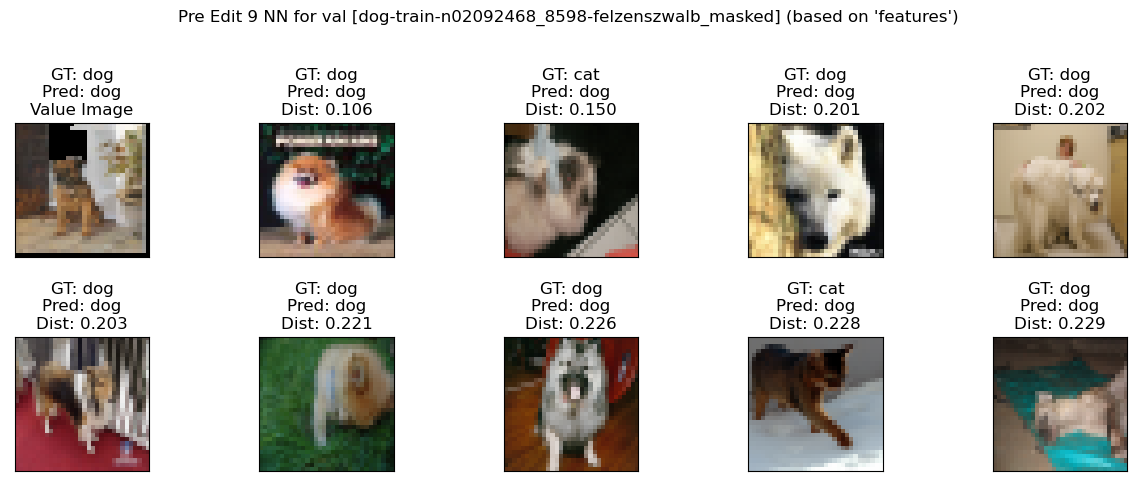 Pre Edit 9 NN for val [dog-train-n02092468_8598-felzenszwalb_masked] (based on 'features')
GT: dog
Pred: dog
Value Image
GT: dog
Pred: dog
Dist: 0.106
GT: cat
Pred: dog
Dist: 0.150
GT: dog
Pred: dog
Dist: 0.201
GT: dog
Pred: dog
Dist: 0.202
GT: dog
Pred: dog
Dist: 0.203
GT: dog
Pred: dog
Dist: 0.221
GT: dog
Pred: dog
Dist: 0.226
GT: cat
Pred: dog
Dist: 0.228
GT: dog
Pred: dog
Dist: 0.229